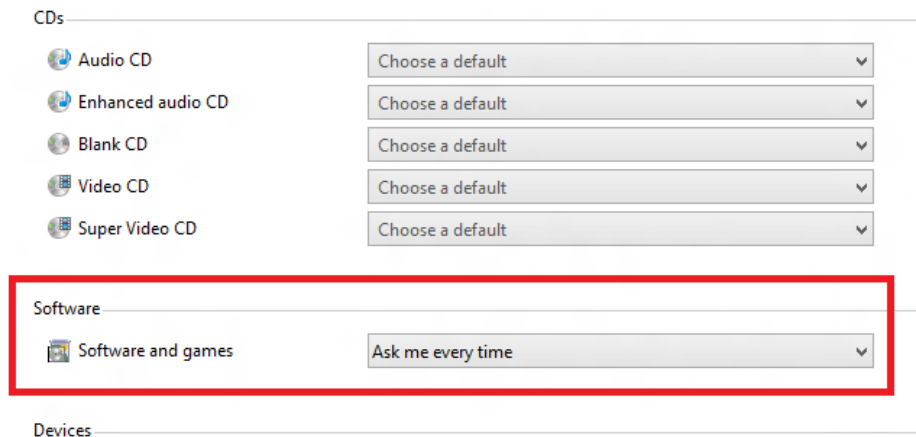 CDs
Audio CD Choose a default
Enhanced audio CD Choose a default
Blank CD Choose a default
Video CD Choose a default
Super Video CD Choose a default
Software
Software and games Ask me every time
Devices